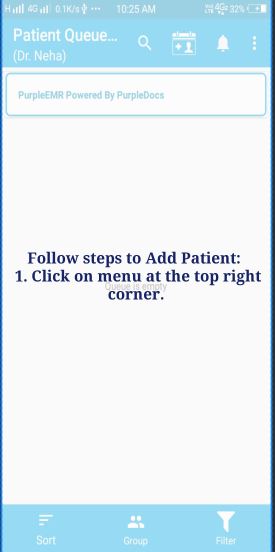 H 4G 0.1K/s ••• 10:25 AM 4G 32%
Patient Queue...
(Dr. Neha)
PurpleEMR Powered By PurpleDocs
Follow steps to Add Patient:
1. Click on menu at the top right
Queue is empty
corner.
Sort Group Filter